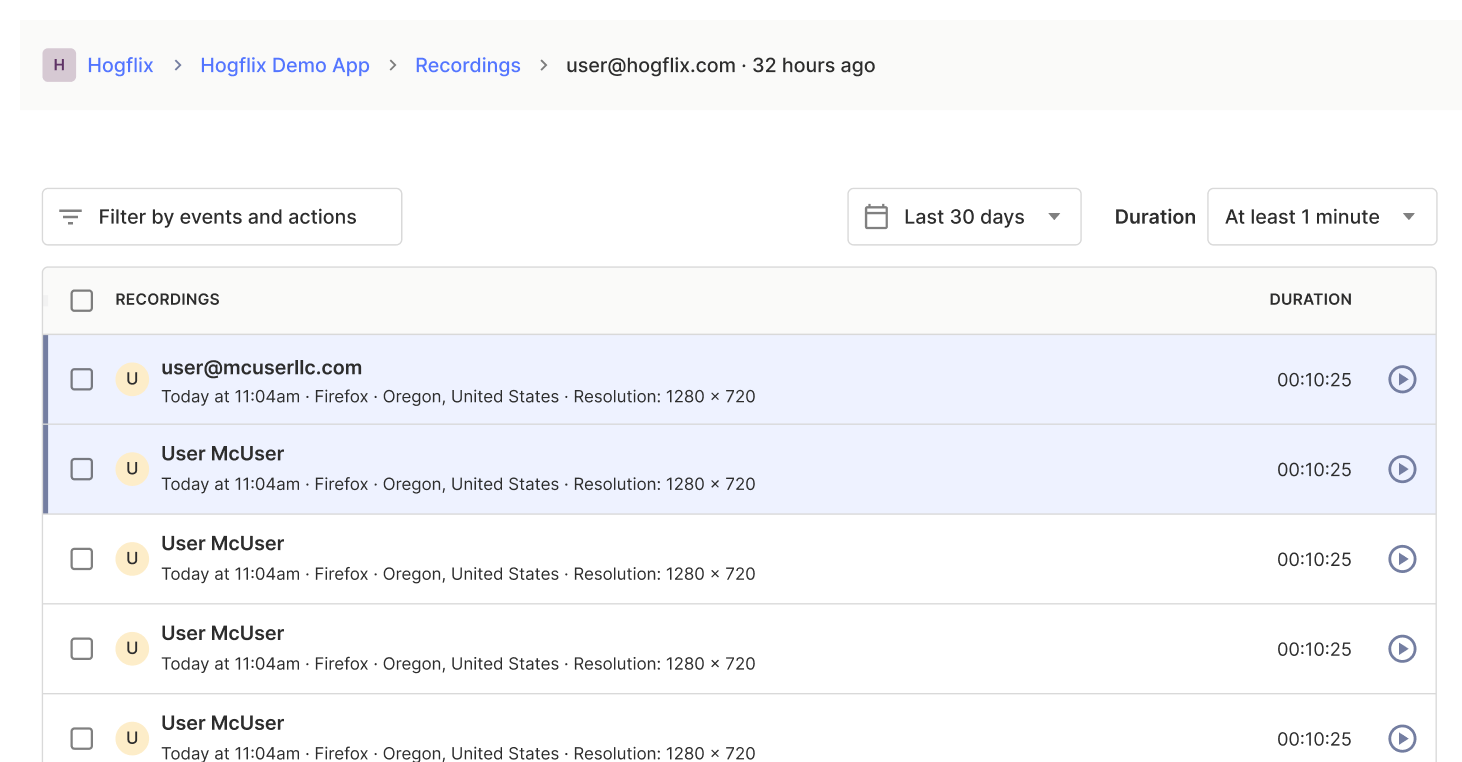 H Hogflix > Hogflix Demo App > Recordings > user@hogflix.com · 32 hours ago
Filter by events and actions Last 30 days Duration At least 1 minute
RECORDINGS DURATION
U user@mcuserllc.com
Today at 11:04am · Firefox · Oregon, United States · Resolution: 1280 × 720 00:10:25
U User McUser
Today at 11:04am · Firefox · Oregon, United States · Resolution: 1280 × 720 00:10:25
U User McUser
Today at 11:04am · Firefox · Oregon, United States · Resolution: 1280 × 720 00:10:25
U User McUser
Today at 11:04am · Firefox · Oregon, United States · Resolution: 1280 × 720 00:10:25
U User McUser
Today at 11:04am · Firefox · Oregon, United States · Resolution: 1280 × 720 00:10:25